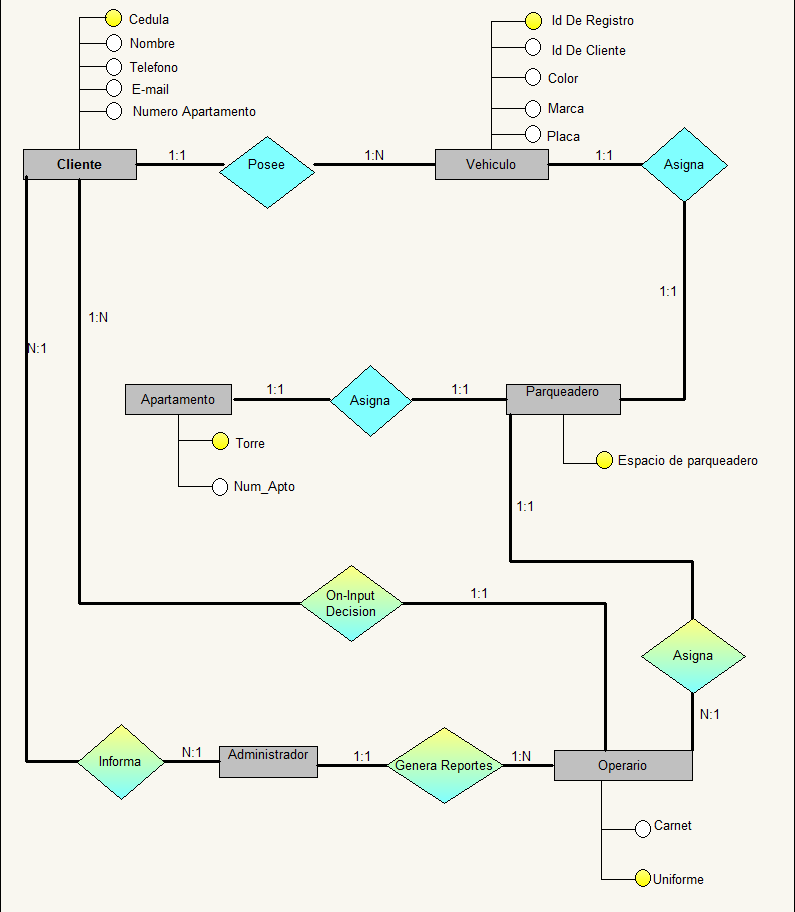 Cedula
Nombre
Telefono
E-mail
Numero Apartamento
Id De Registro
Id De Cliente
Color
Marca
Placa
Cliente
1:1
Posee
1:N
Vehiculo
1:1
Asigna
1:1
1:N
N:1
Apartamento
1:1
Asigna
1:1
Parqueadero
Torre
Num_Apto
Espacio de parqueadero
1:1
On-Input
Decision
1:1
Asigna
N:1
Informa
N:1
Administrador
1:1
Genera Reportes
1:N
Operario
Carnet
Uniforme